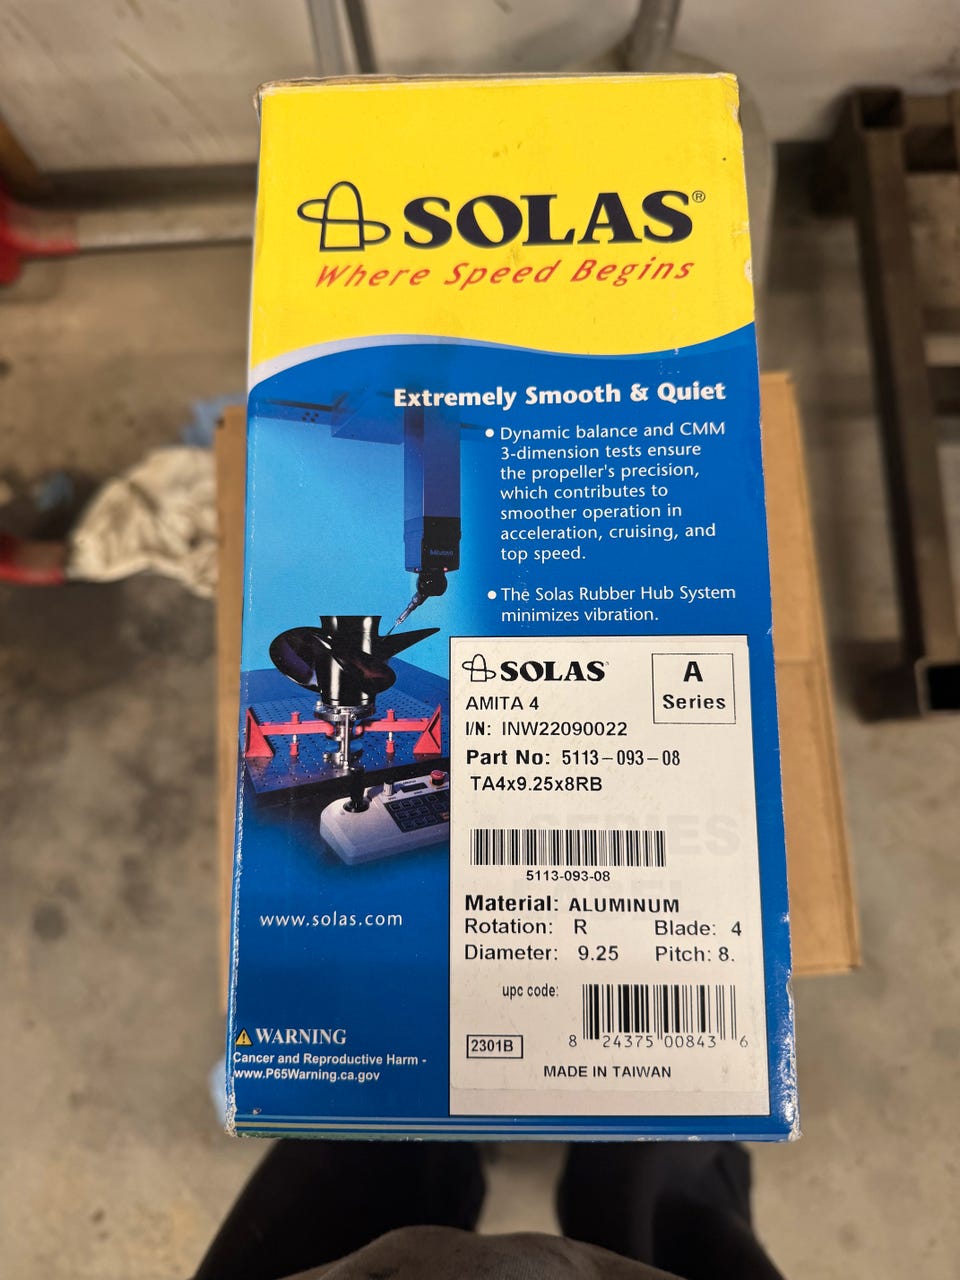 SOLAS®
Where Speed Begins
Extremely Smooth & Quiet
• Dynamic balance and CMM
3-dimension tests ensure
the propeller's precision,
which contributes to
smoother operation in
acceleration, cruising, and
top speed.
• The Solas Rubber Hub System
minimizes vibration.
SOLAS
A
Series
AMITA 4
I/N: INW22090022
Part No: 5113-093-08
TA4x9.25x8RB
5113-093-08
Material: ALUMINUM
Rotation: R Blade: 4
Diameter: 9.25 Pitch: 8.
upc code:
8 24375 00843 6
2301B
MADE IN TAIWAN
www.solas.com
WARNING
Cancer and Reproductive Harm -
www.P65Warning.ca.gov